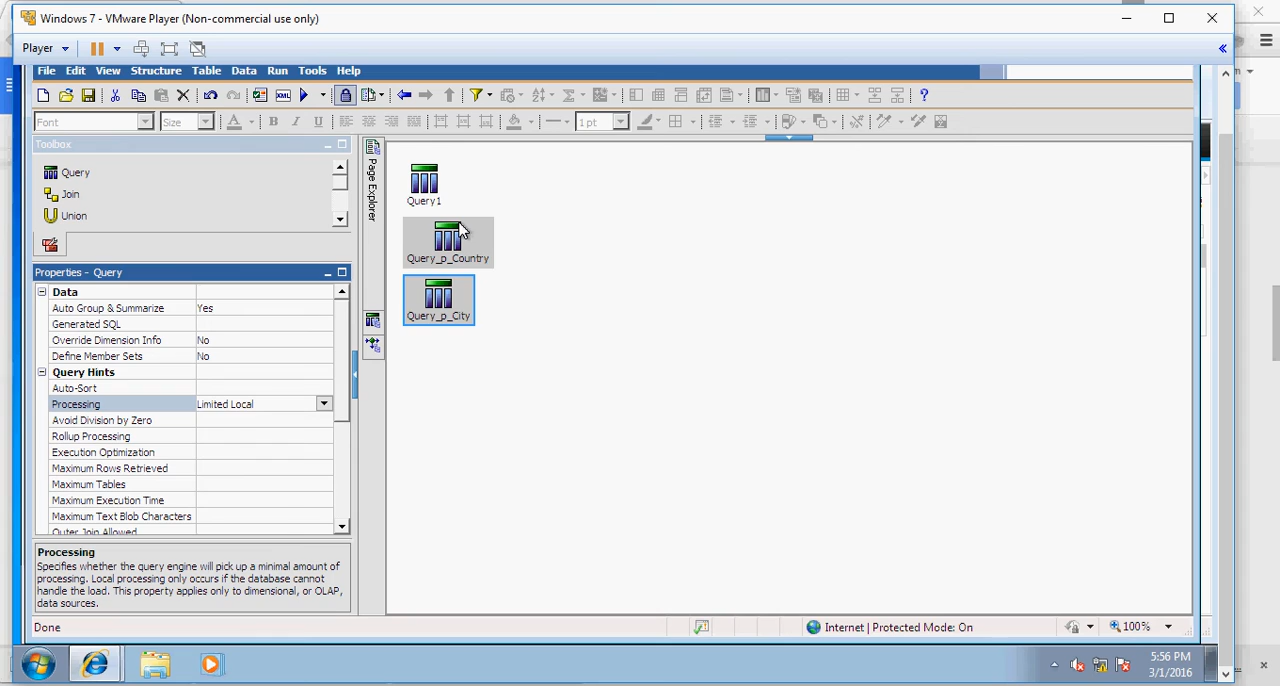 Windows 7 - VMware Player (Non-commercial use only)
Player
File Edit View Structure Table Data Run Tools Help
Font Size 1 pt
Toolbox
Query
Join
Union
Page Explorer
Query1
Query_p_Country
Query_p_City
Properties - Query
Data
Auto Group & Summarize Yes
Generated SQL
Override Dimension Info No
Define Member Sets No
Query Hints
Auto-Sort
Processing Limited Local
Avoid Division by Zero
Rollup Processing
Execution Optimization
Maximum Rows Retrieved
Maximum Tables
Maximum Execution Time
Maximum Text Blob Characters
Outer Join Allowed
Processing
Specifies whether the query engine will pick up a minimal amount of
processing. Local processing only occurs if the database cannot
handle the load. This property applies only to dimensional, or OLAP,
data sources.
Done
Internet | Protected Mode: On
100%
5:56 PM
3/1/2016